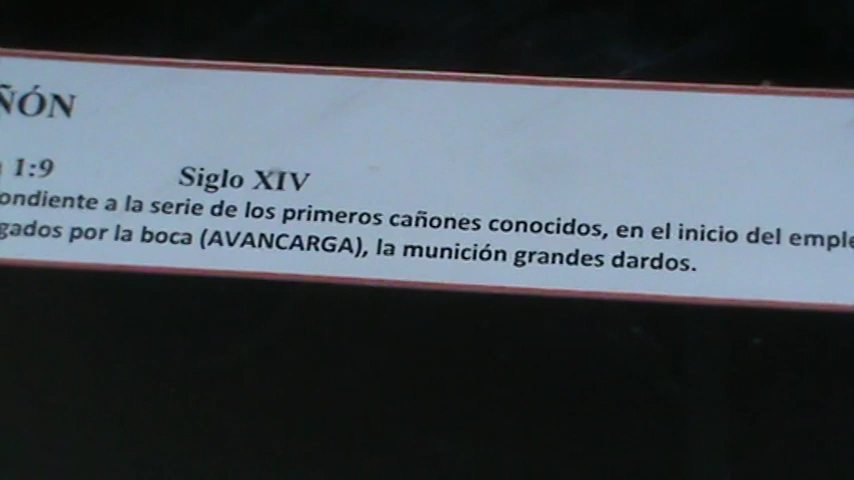 ÑÓN
1:9 Siglo XIV
ondiente a la serie de los primeros cañones conocidos, en el inicio del emple
gados por la boca (AVANCARGA), la munición grandes dardos.